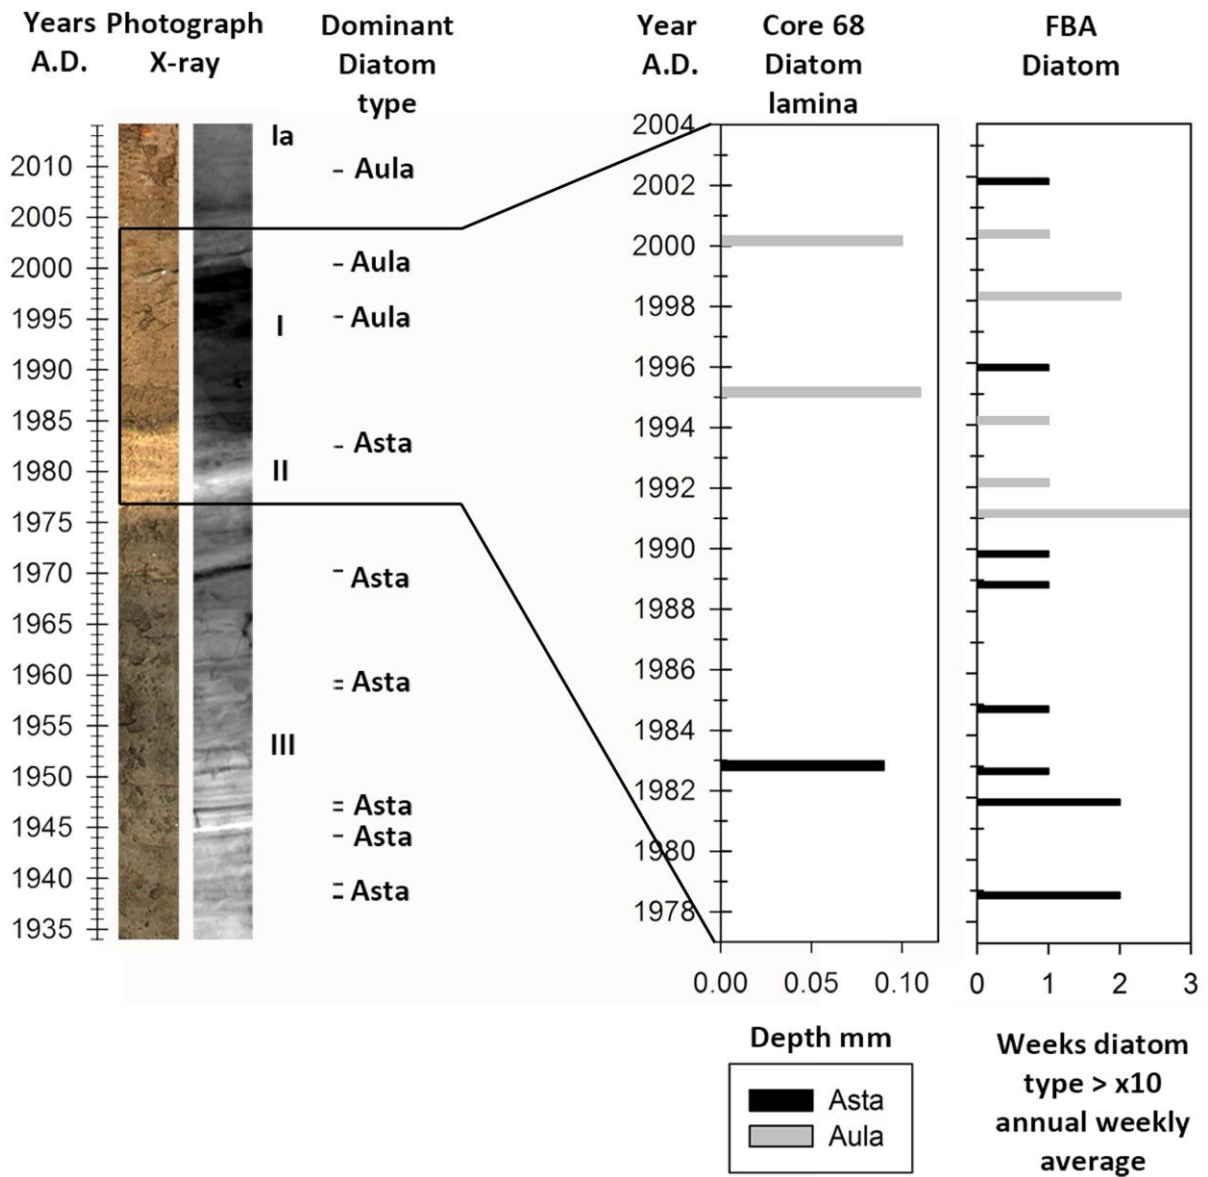 Years Photograph
A.D. X-ray
Dominant
Diatom
type
Year
A.D.
Core 68
Diatom
lamina
FBA
Diatom
2010
2005
2000
1995
1990
1985
1980
1975
1970
1965
1960
1955
1950
1945
1940
1935
Ia
I
II
III
Aula
Aula
Aula
Asta
Asta
Asta
Asta
Asta
Asta
2004
2002
2000
1998
1996
1994
1992
1990
1988
1986
1984
1982
1980
1978
0.00 0.05 0.10
Depth mm
Asta
Aula
0 1 2 3
Weeks diatom
type > x10
annual weekly
average